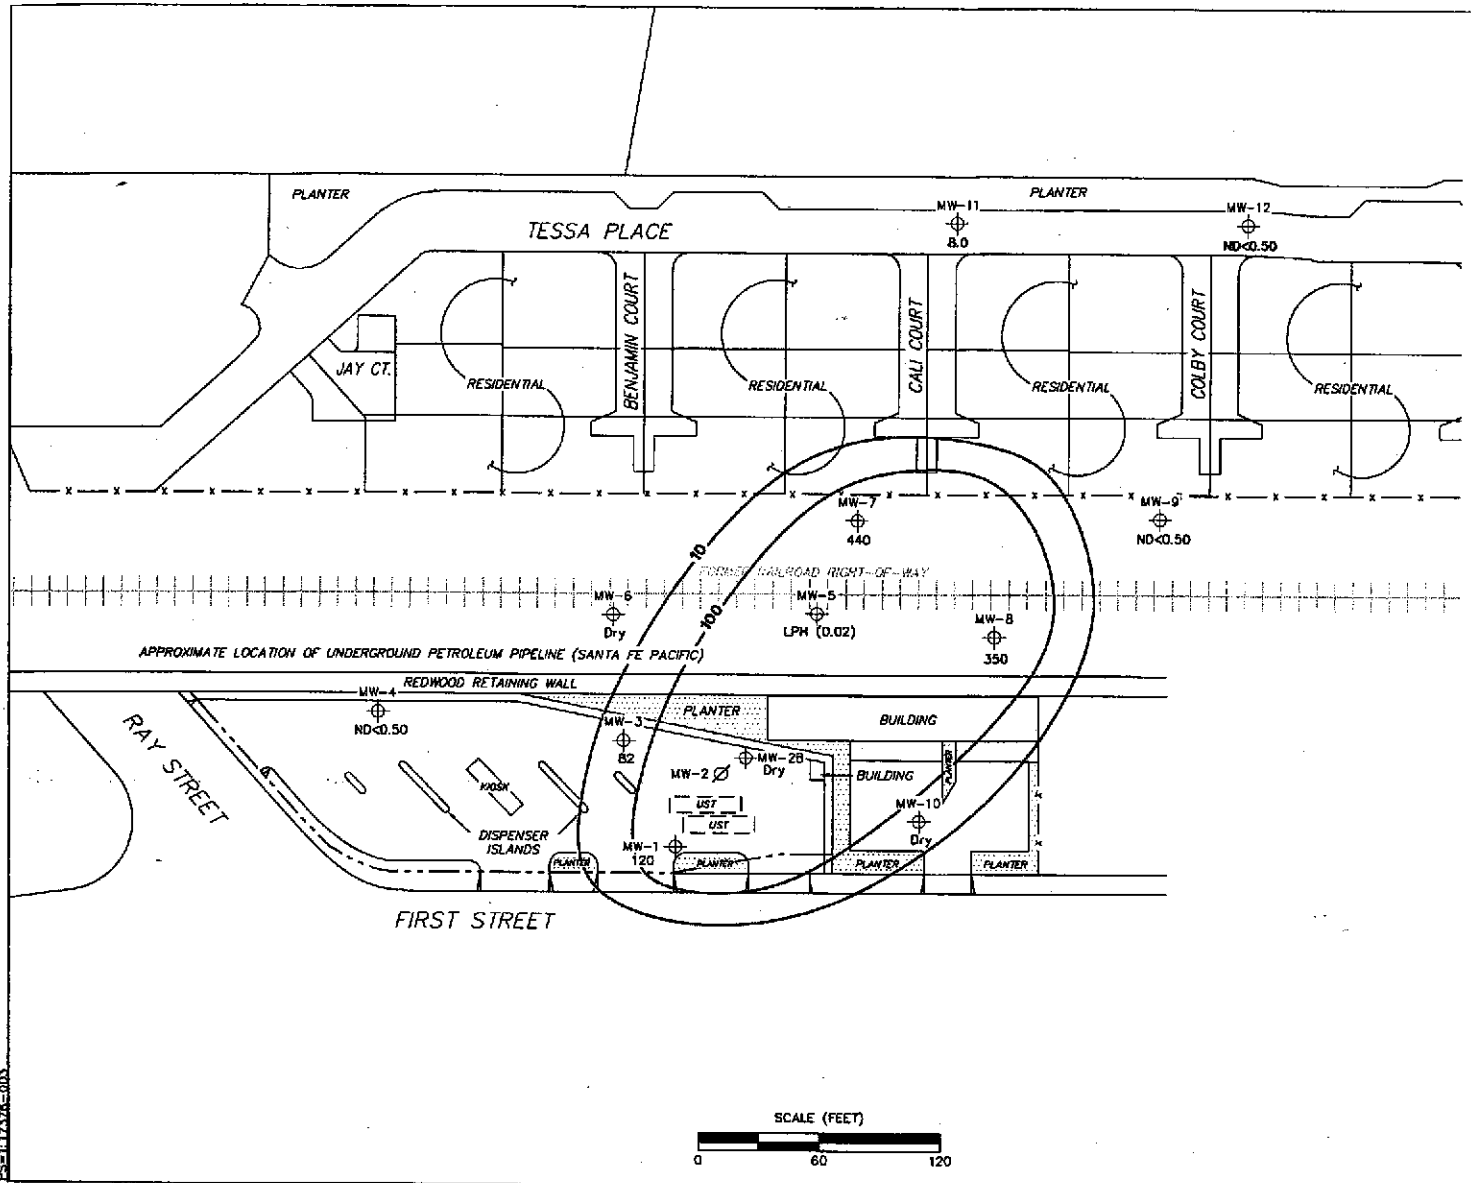 PLANTER
PLANTER
MW-11
8.0
MW-12
ND<0.50
TESSA PLACE
BENJAMIN COURT
CALI COURT
COLBY COURT
JAY CT.
RESIDENTIAL
RESIDENTIAL
RESIDENTIAL
RESIDENTIAL
x x x x x x x x x x x x x x x x x x x x x x x x x x x x x
MW-7
440
MW-9
ND<0.50
10
FORMER RAILROAD RIGHT-OF-WAY
100
MW-6
Dry
MW-5
LPH (0.02)
MW-8
350
APPROXIMATE LOCATION OF UNDERGROUND PETROLEUM PIPELINE (SANTA FE PACIFIC)
REDWOOD RETAINING WALL
MW-4
ND<0.50
RAY STREET
MW-3
82
PLANTER
BUILDING
MW-2B
Dry
MW-2
BUILDING
PLANTER
KIOSK
UST
UST
MW-10
Dry
DISPENSER
ISLANDS
MW-1
120
PLANTER
PLANTER
PLANTER
PLANTER
FIRST STREET
SCALE (FEET)
0 60 120